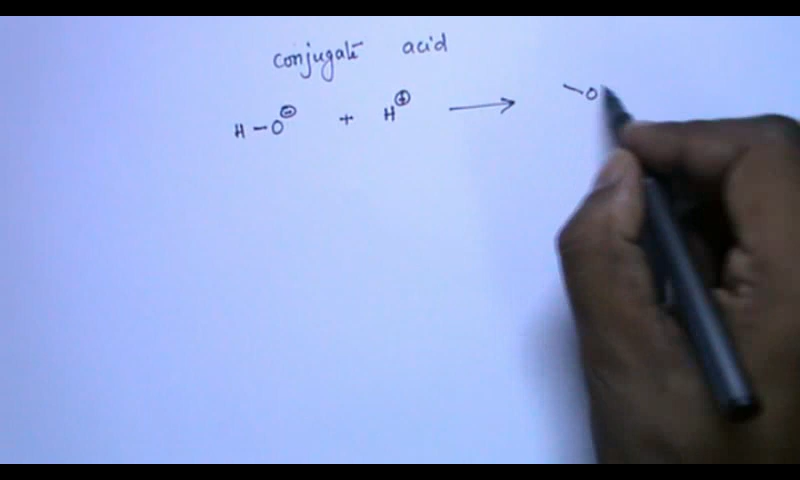 conjugate acid
H – O⊖ + H⊕ ⟶ – O